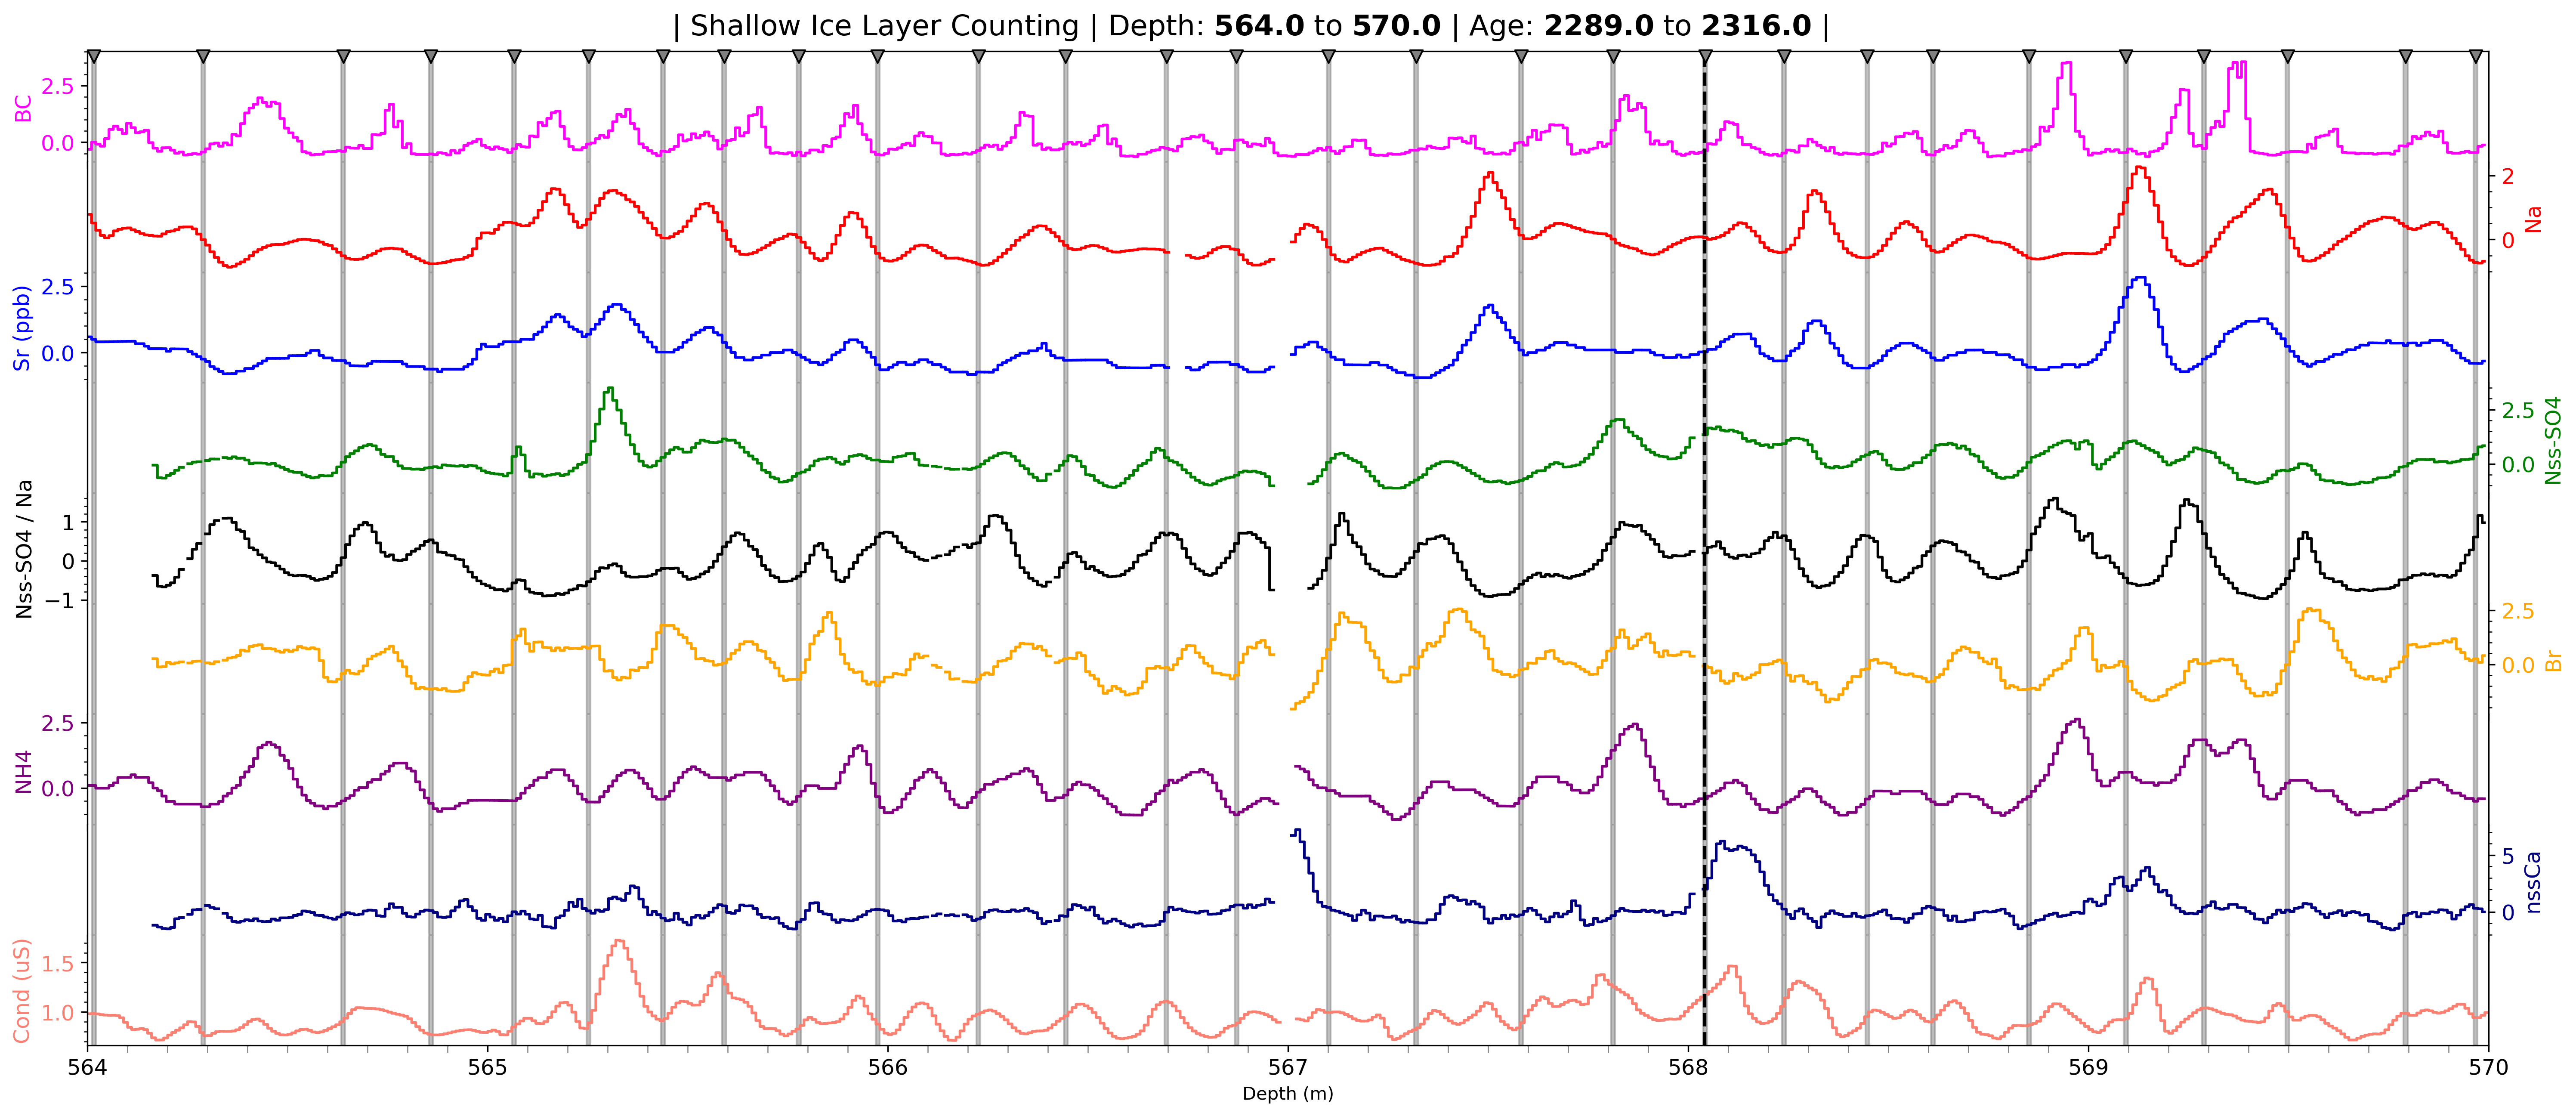 | Shallow Ice Layer Counting | Depth: 564.0 to 570.0 | Age: 2289.0 to 2316.0 |
BC
2.5
0.0
2
0
Na
Sr (ppb)
2.5
0.0
2.5
0.0
Nss-SO4
Nss-SO4 / Na
1
0
−1
2.5
0.0
Br
NH4
2.5
0.0
5
0
nssCa
Cond (uS)
1.5
1.0
564 565 566 567 568 569 570
Depth (m)